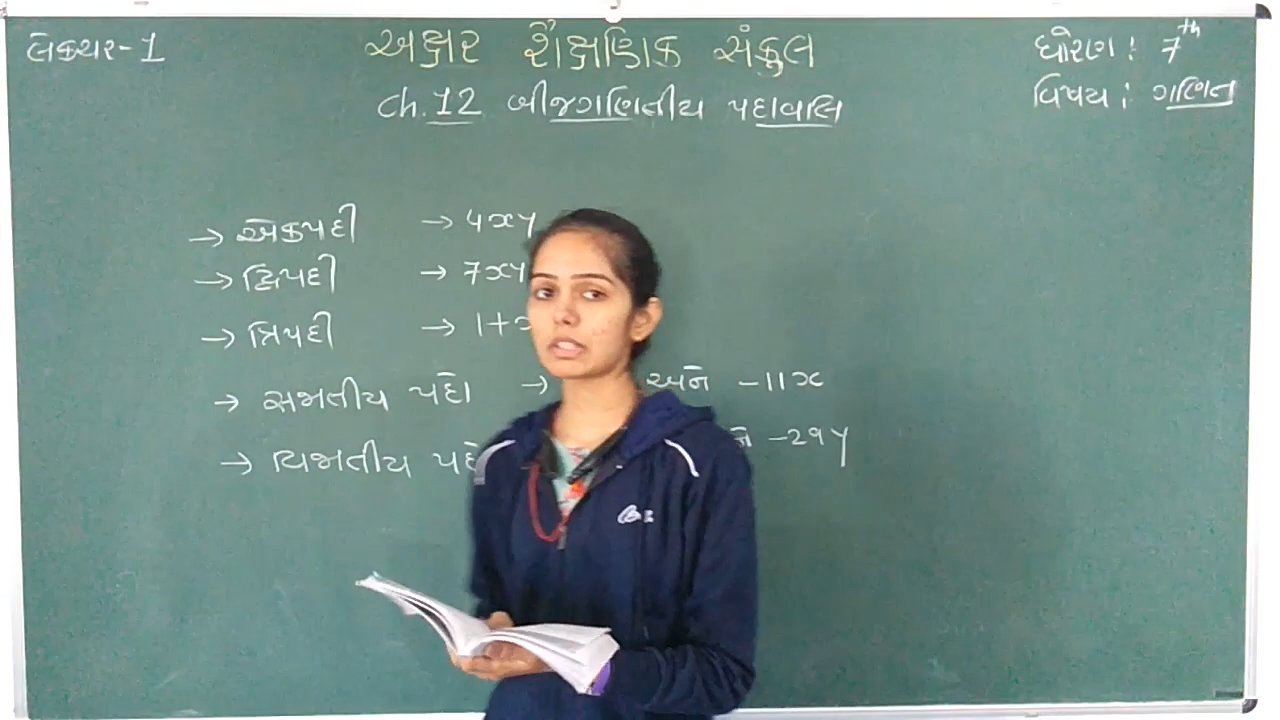 લેક્ચર-1
અક્ષર શૈક્ષણિક સંકુલ
ધોરણ : 7th
Ch.12 બીજગણિતીય પદાવલિ
વિષય : ગણિત
→ એકપદી → 4xy
→ દ્વિપદી → 7xy
→ ત્રિપદી → 1+x
→ સજાતીય પદો → અને -11x
→ વિજાતીય પદો ને -29y